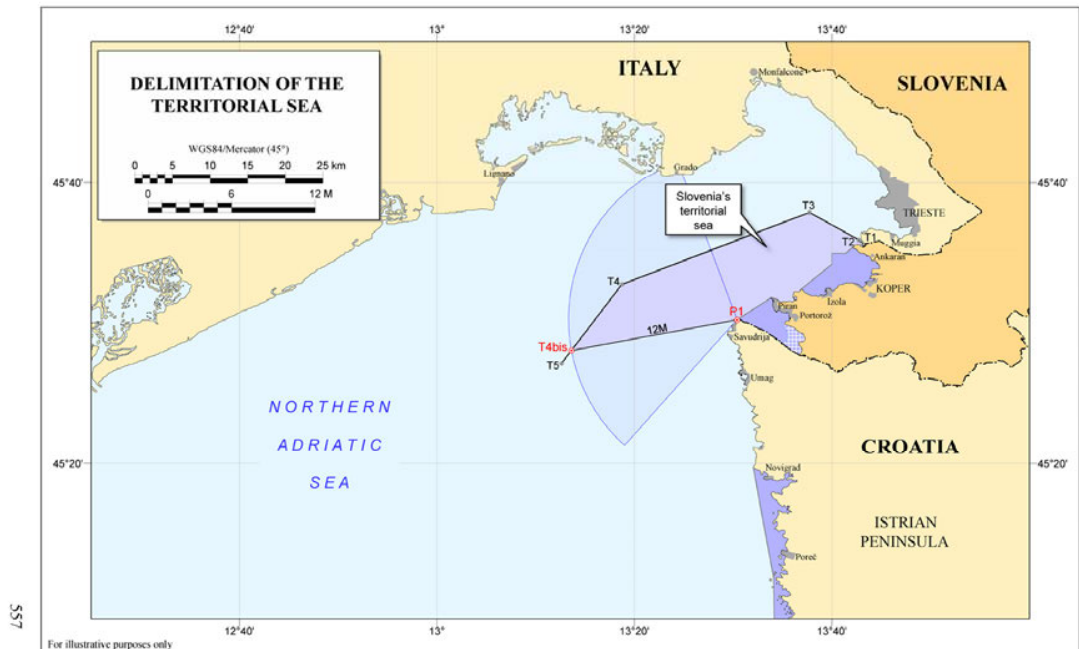 12°40'
13°
13°20'
13°40'
DELIMITATION OF THE
TERRITORIAL SEA
WGS84/Mercator (45°)
0 5 10 15 20 25 km
0 6 12 M
ITALY
SLOVENIA
Monfalcone
Grado
Lignano
45°40'
45°40'
Slovenia's
territorial
sea
T3
TRIESTE
T2
T1
Muggia
Ankaran
T4
KOPER
Izola
Piran
Portorož
P1
12M
Savudrija
T4bis
T5
Umag
NORTHERN
ADRIATIC
SEA
CROATIA
45°20'
45°20'
Novigrad
ISTRIAN
PENINSULA
Poreč
557
12°40'
13°
13°20'
13°40'
For illustrative purposes only